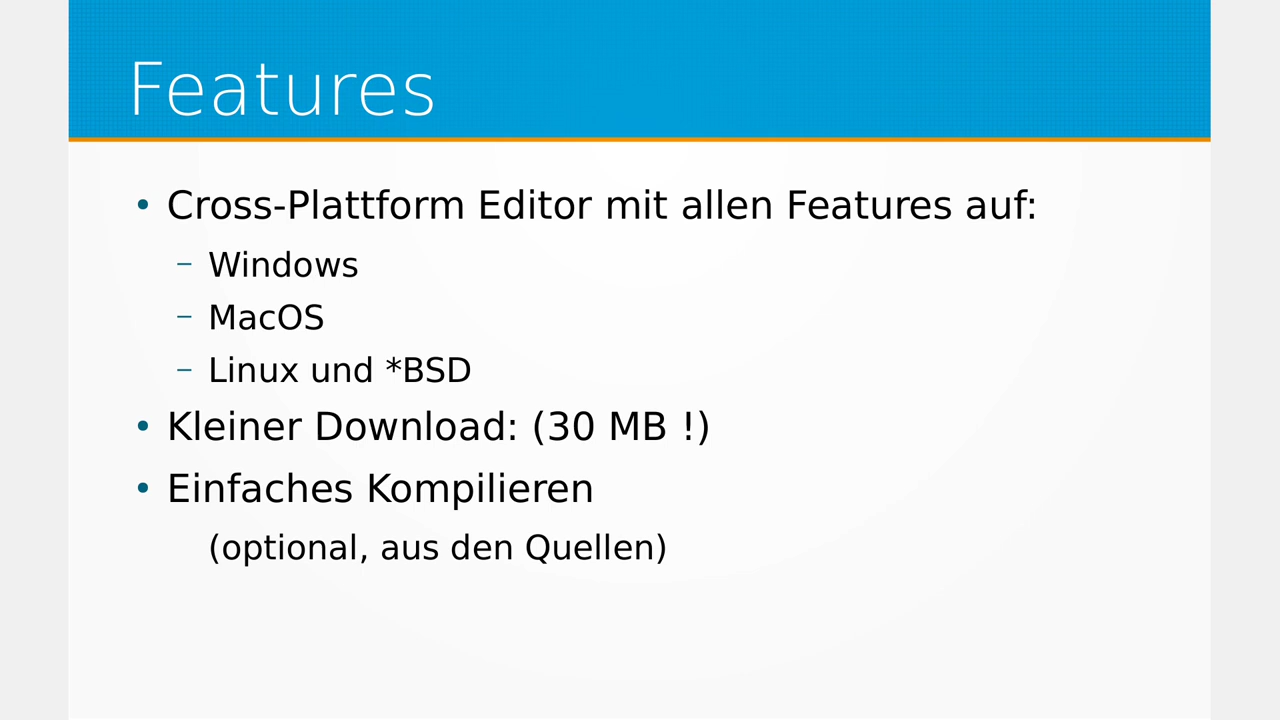 Features
• Cross-Plattform Editor mit allen Features auf:
– Windows
– MacOS
– Linux und *BSD
• Kleiner Download: (30 MB !)
• Einfaches Kompilieren
(optional, aus den Quellen)